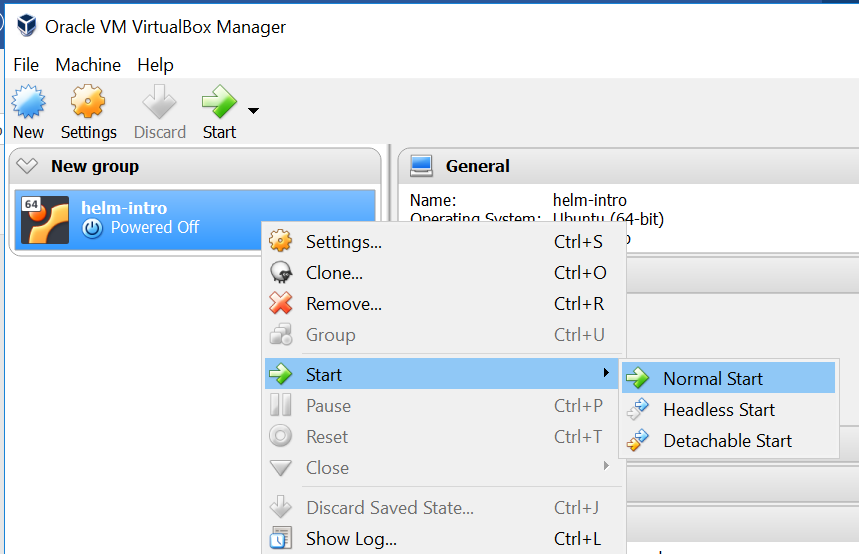 Oracle VM VirtualBox Manager
File Machine Help
New Settings Discard Start
New group
General
64
helm-intro
Powered Off
Name: helm-intro
Operating System: Ubuntu (64-bit)
Settings... Ctrl+S
Clone... Ctrl+O
Remove... Ctrl+R
Group Ctrl+U
Start
Normal Start
Pause Ctrl+P
Headless Start
Reset Ctrl+T
Detachable Start
Close
Discard Saved State... Ctrl+J
Show Log... Ctrl+L